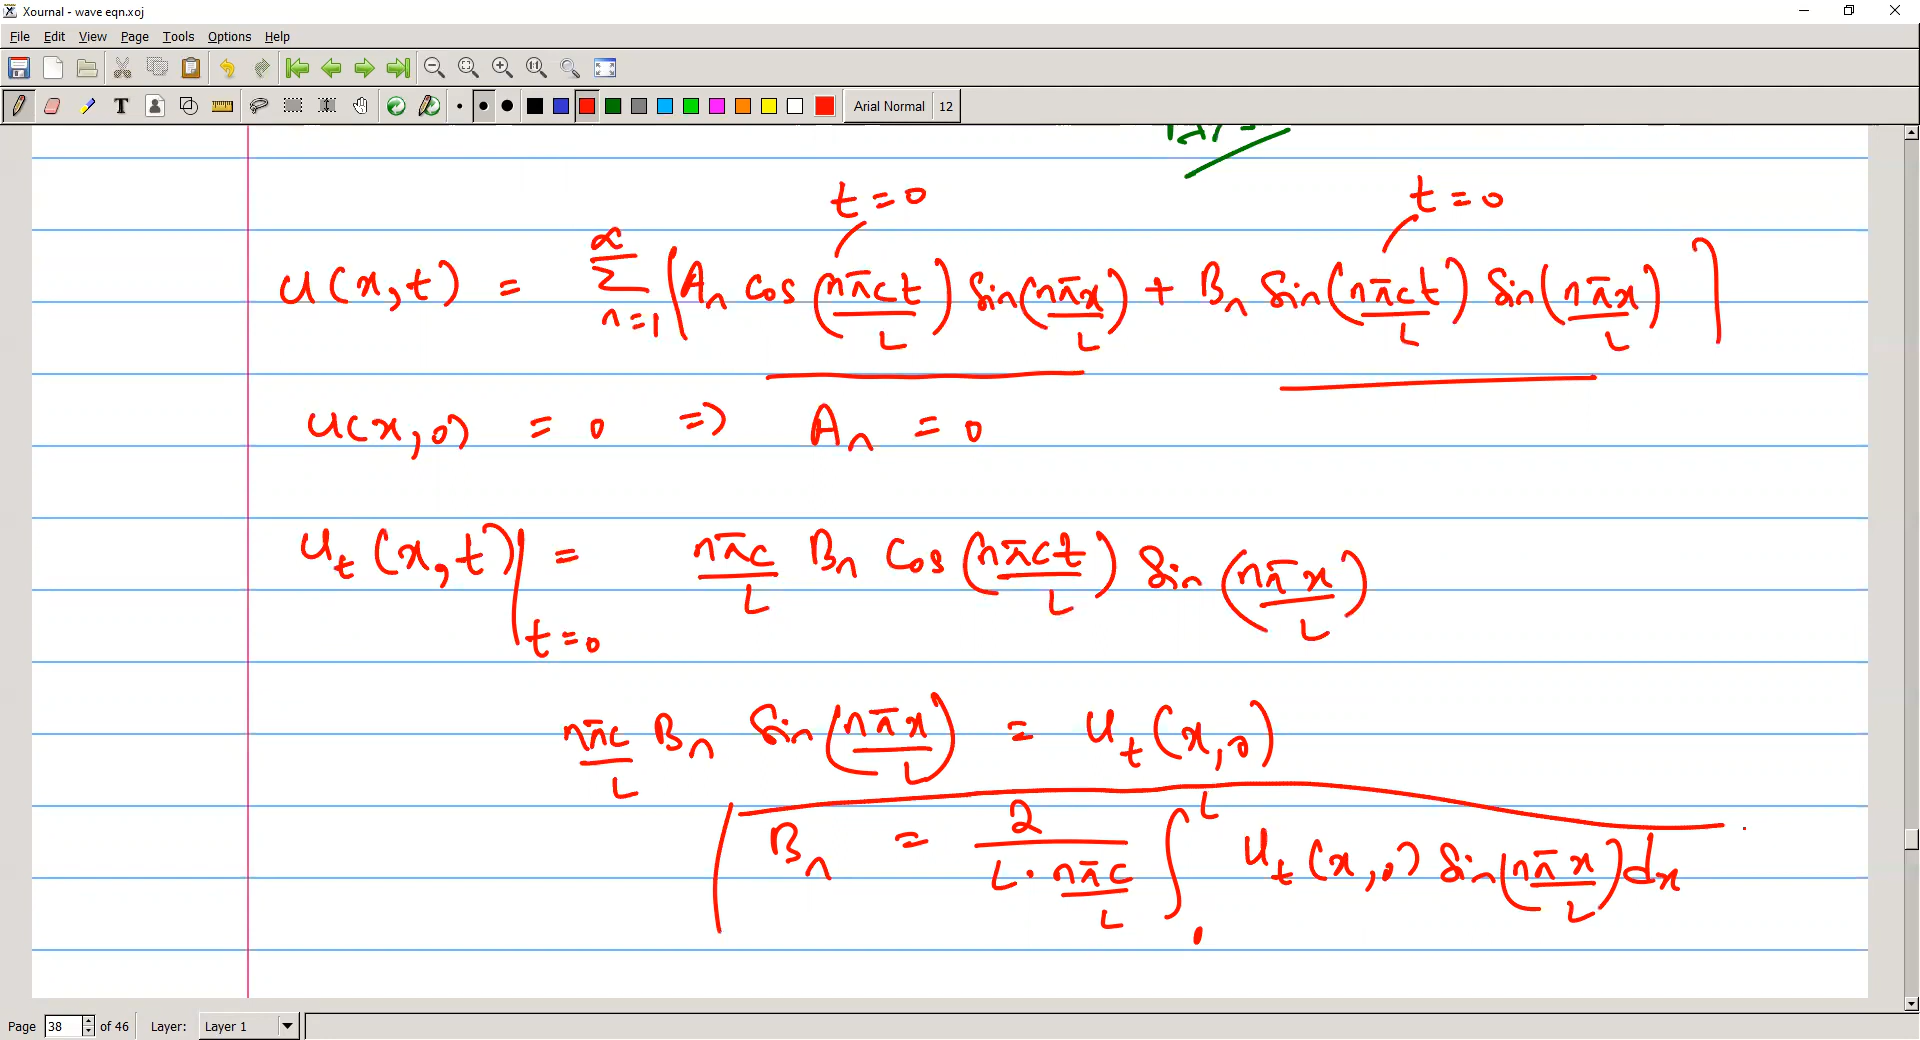 Xournal - wave eqn.xoj
File Edit View Page Tools Options Help
Arial Normal 12
t = 0 t = 0
u(x,t) = ∑_{n=1}^{∝} [A_n cos(nπct/L) sin(nπx/L) + B_n sin(nπct/L) sin(nπx/L)]
u(x,0) = 0 => A_n = 0
u_t(x,t)|_{t=0} = nπc/L B_n cos(nπct/L) sin(nπx/L)
nπc/L B_n sin(nπx/L) = u_t(x,0)
B_n = 2/(L · nπc/L) ∫_0^L u_t(x,0) sin(nπx/L) dx
Page 38 of 46 Layer: Layer 1